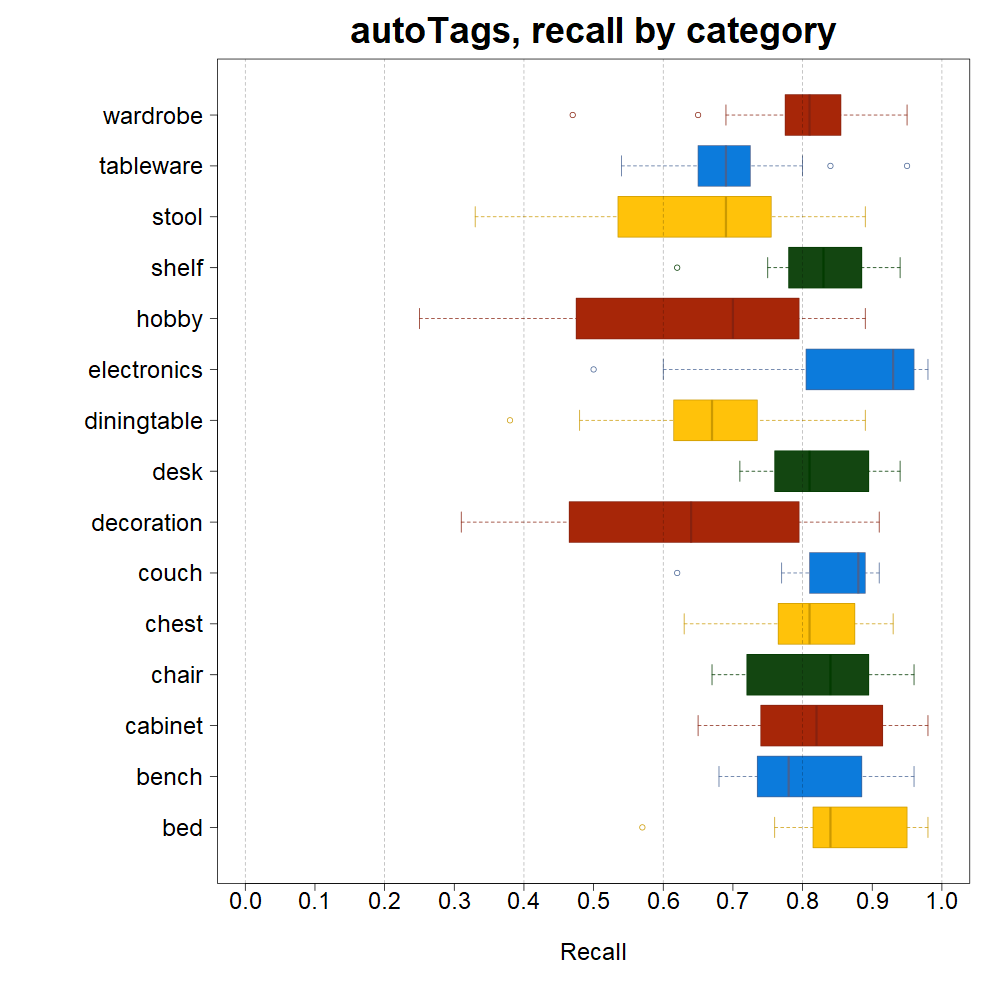 autoTags, recall by category
wardrobe
tableware
stool
shelf
hobby
electronics
diningtable
desk
decoration
couch
chest
chair
cabinet
bench
bed
0.0 0.1 0.2 0.3 0.4 0.5 0.6 0.7 0.8 0.9 1.0
Recall